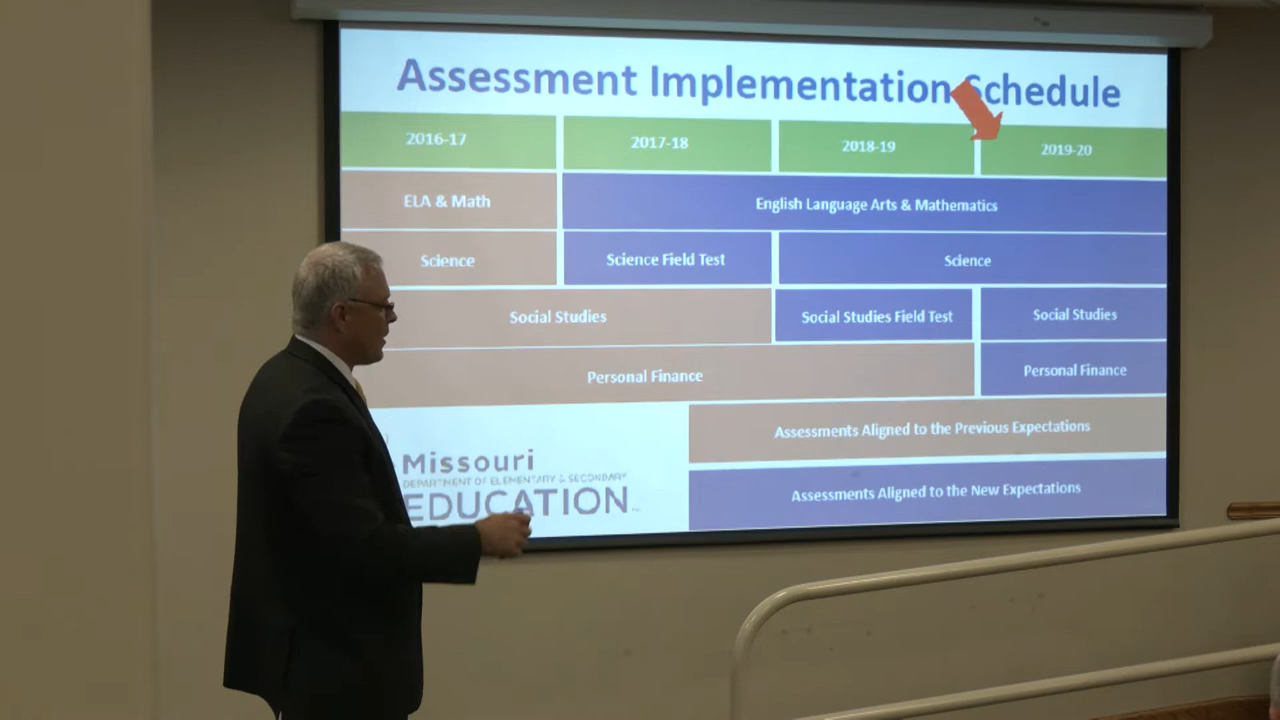 Assessment Implementation Schedule
2016-17 2017-18 2018-19 2019-20
ELA & Math English Language Arts & Mathematics
Science Science Field Test Science
Social Studies Social Studies Field Test Social Studies
Personal Finance Personal Finance
Assessments Aligned to the Previous Expectations
Assessments Aligned to the New Expectations
Missouri
DEPARTMENT OF ELEMENTARY & SECONDARY
EDUCATION